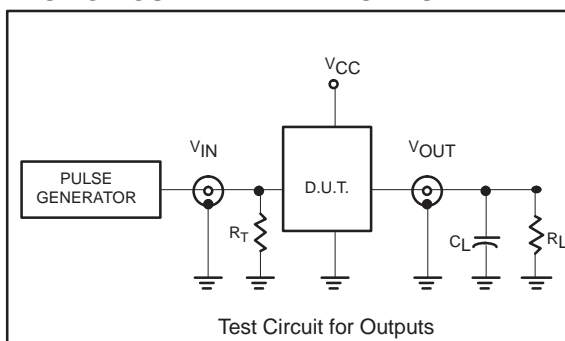 VCC
VIN
VOUT
PULSE
GENERATOR
D.U.T.
RT
CL
RL
Test Circuit for Outputs